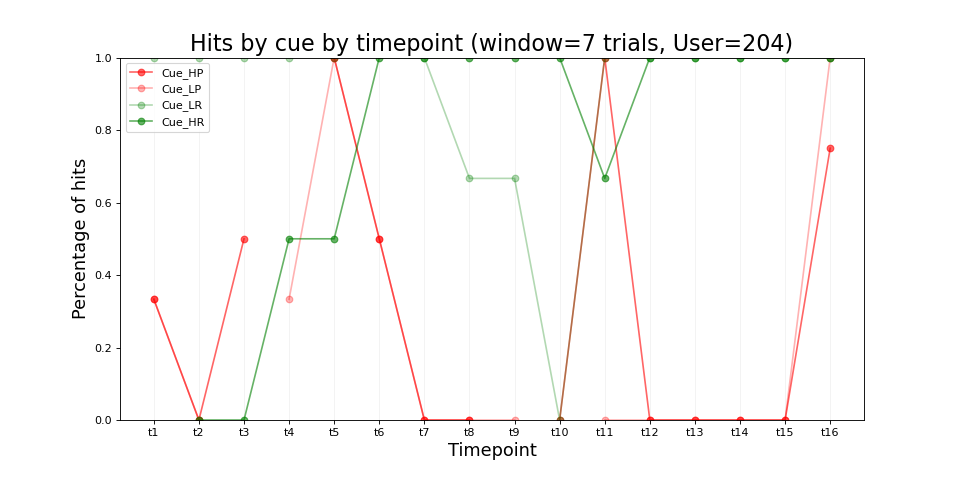 Hits by cue by timepoint (window=7 trials, User=204)
1.0
0.8
0.6
0.4
0.2
0.0
Percentage of hits
Cue_HP
Cue_LP
Cue_LR
Cue_HR
t1 t2 t3 t4 t5 t6 t7 t8 t9 t10 t11 t12 t13 t14 t15 t16
Timepoint